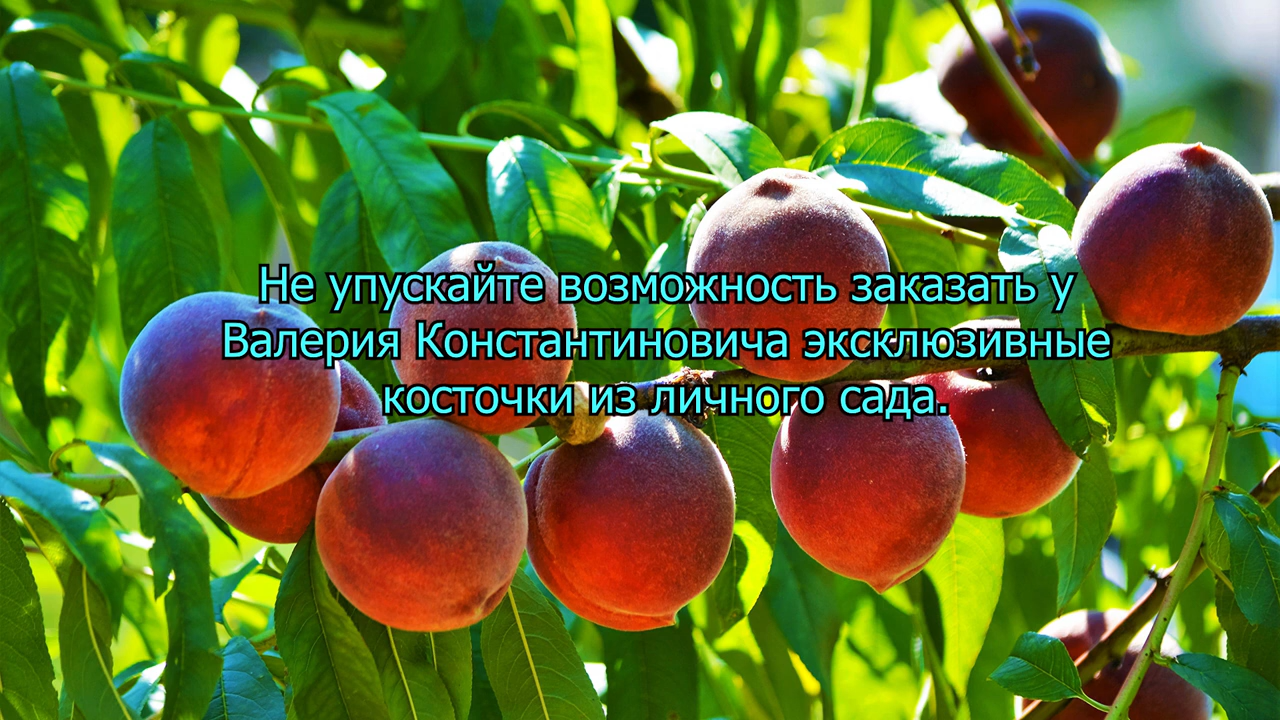 Не упускайте возможность заказать у
Валерия Константиновича эксклюзивные
косточки из личного сада.